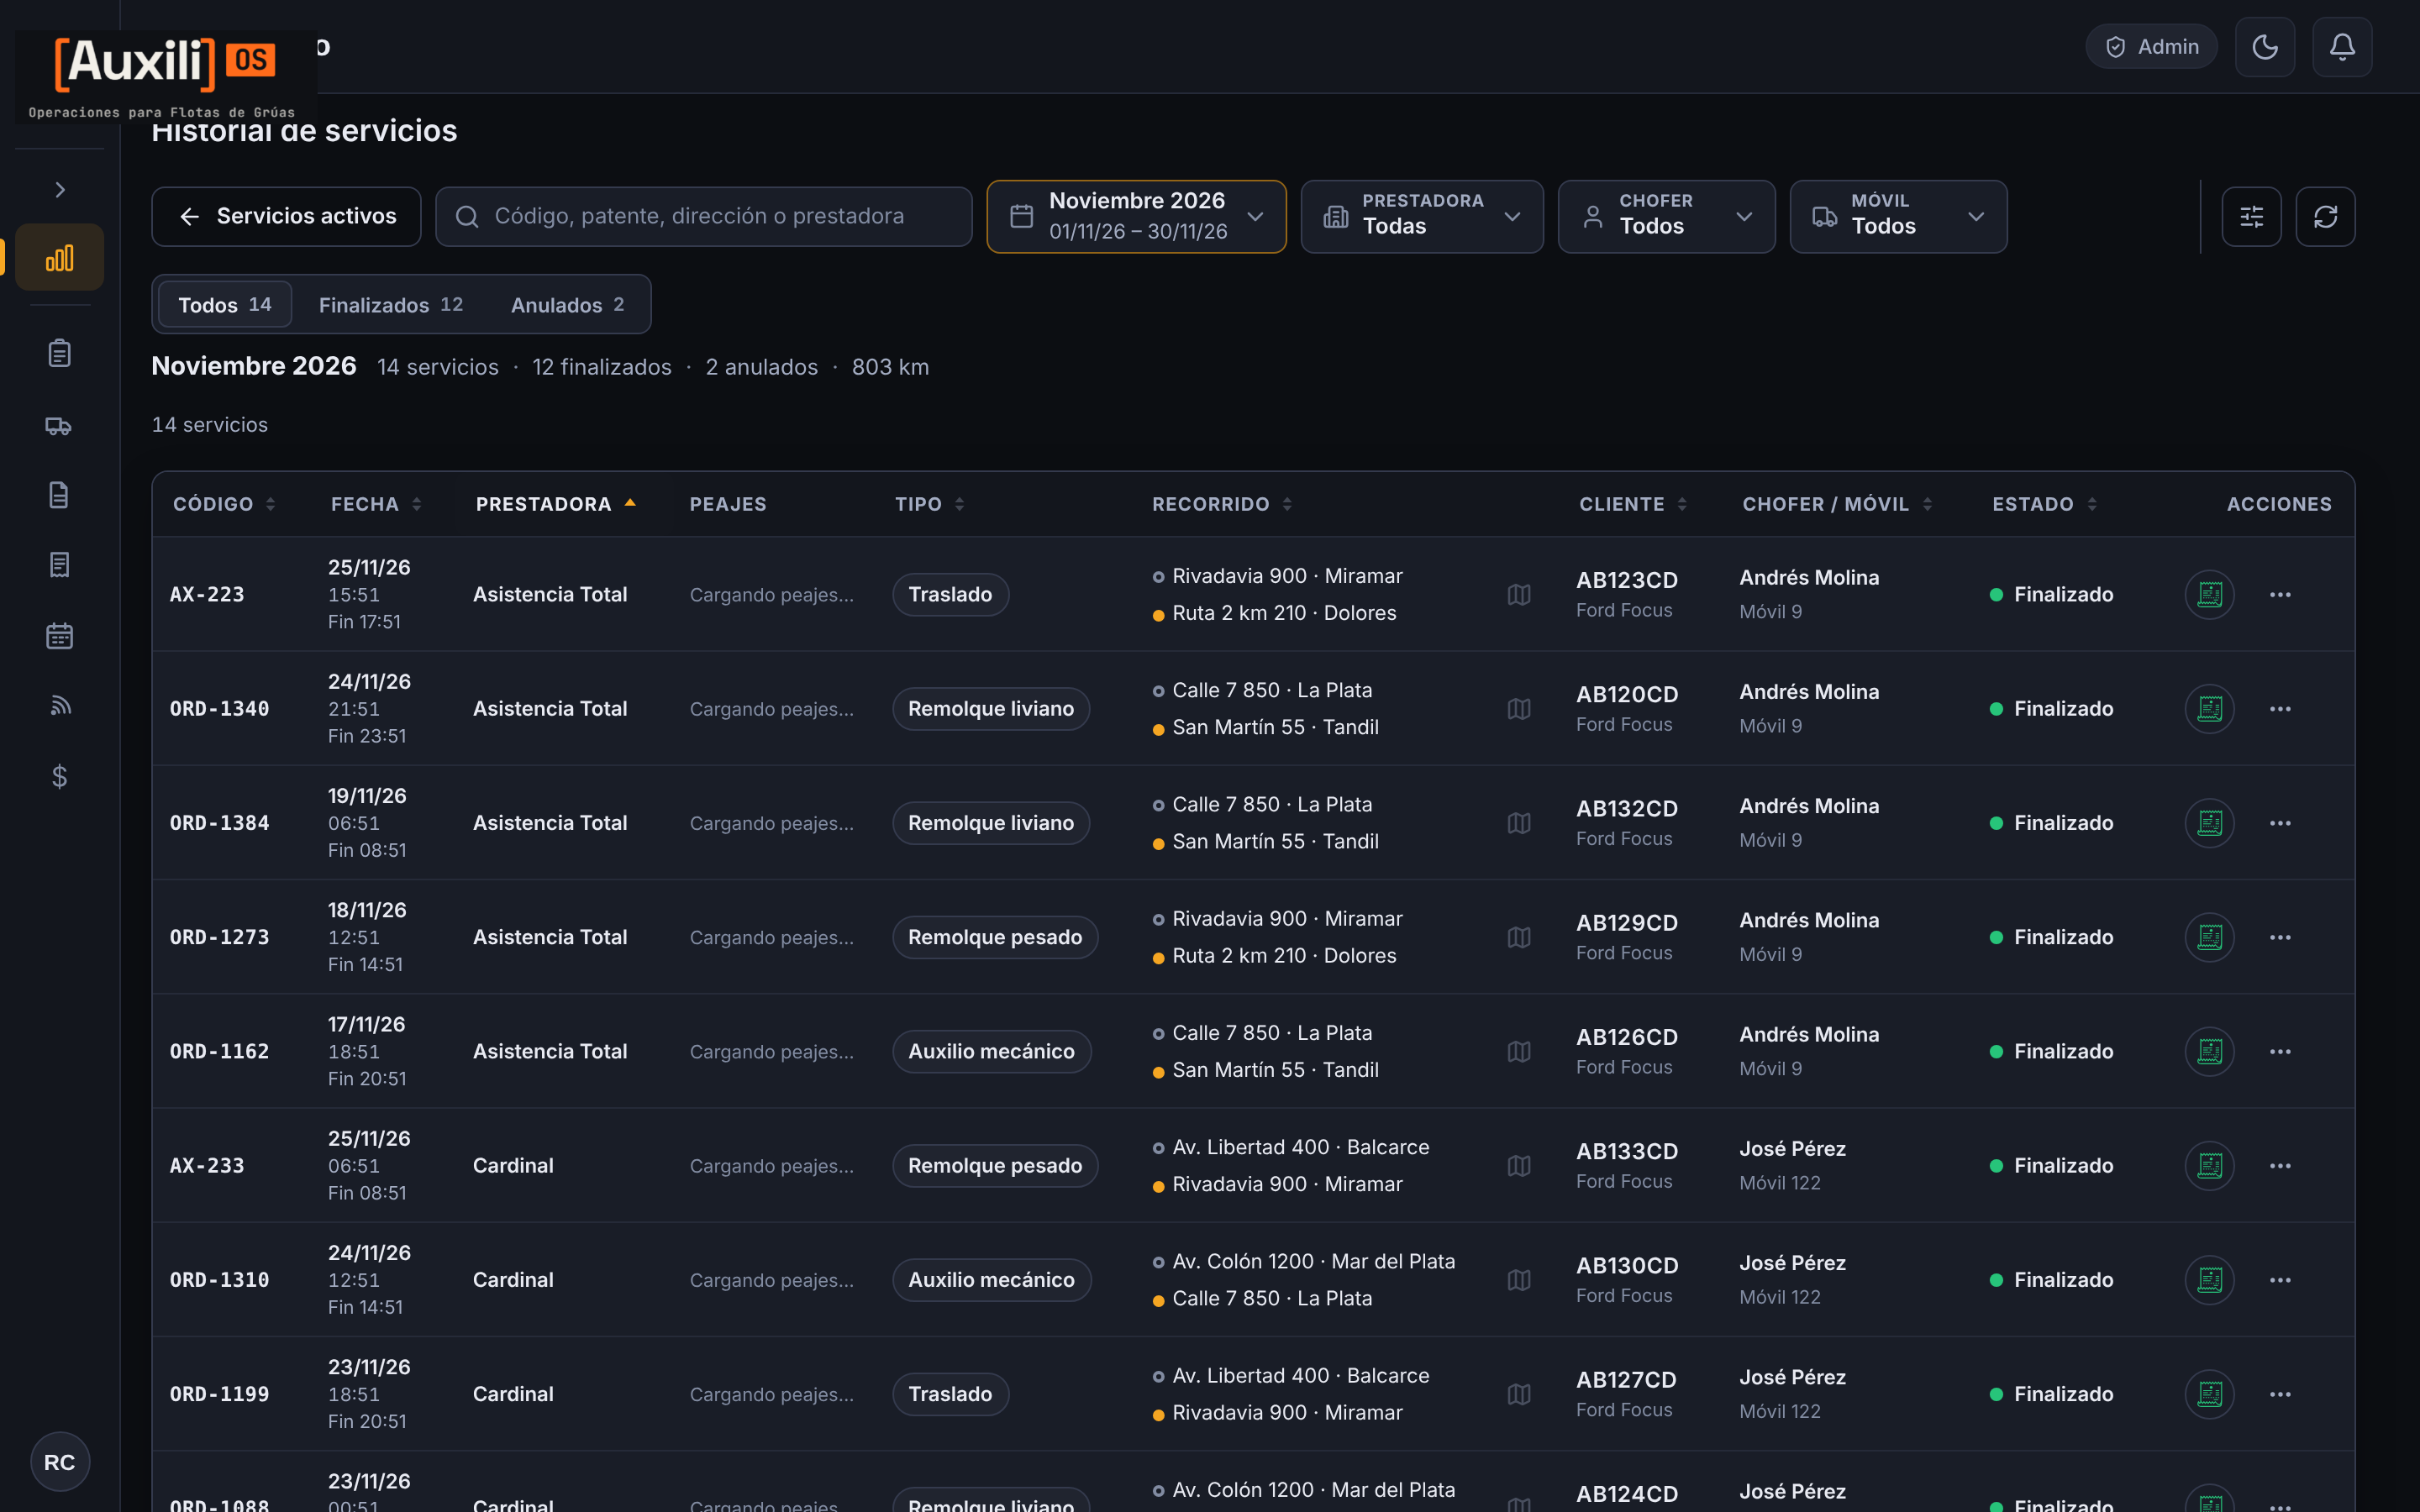 [Auxili] OS
Operaciones para Flotas de Grúas
o
Admin
Historial de servicios
Servicios activos
Código, patente, dirección o prestadora
Noviembre 2026
01/11/26 – 30/11/26
PRESTADORA
Todas
CHOFER
Todos
MÓVIL
Todos
Todos 14
Finalizados 12
Anulados 2
Noviembre 2026 14 servicios · 12 finalizados · 2 anulados · 803 km
14 servicios
CÓDIGO FECHA PRESTADORA PEAJES TIPO RECORRIDO CLIENTE CHOFER / MÓVIL ESTADO ACCIONES
AX-223
25/11/26
15:51
Fin 17:51
Asistencia Total
Cargando peajes...
Traslado
Rivadavia 900 · Miramar
Ruta 2 km 210 · Dolores
AB123CD
Ford Focus
Andrés Molina
Móvil 9
Finalizado
ORD-1340
24/11/26
21:51
Fin 23:51
Asistencia Total
Cargando peajes...
Remolque liviano
Calle 7 850 · La Plata
San Martín 55 · Tandil
AB120CD
Ford Focus
Andrés Molina
Móvil 9
Finalizado
ORD-1384
19/11/26
06:51
Fin 08:51
Asistencia Total
Cargando peajes...
Remolque liviano
Calle 7 850 · La Plata
San Martín 55 · Tandil
AB132CD
Ford Focus
Andrés Molina
Móvil 9
Finalizado
ORD-1273
18/11/26
12:51
Fin 14:51
Asistencia Total
Cargando peajes...
Remolque pesado
Rivadavia 900 · Miramar
Ruta 2 km 210 · Dolores
AB129CD
Ford Focus
Andrés Molina
Móvil 9
Finalizado
ORD-1162
17/11/26
18:51
Fin 20:51
Asistencia Total
Cargando peajes...
Auxilio mecánico
Calle 7 850 · La Plata
San Martín 55 · Tandil
AB126CD
Ford Focus
Andrés Molina
Móvil 9
Finalizado
AX-233
25/11/26
06:51
Fin 08:51
Cardinal
Cargando peajes...
Remolque pesado
Av. Libertad 400 · Balcarce
Rivadavia 900 · Miramar
AB133CD
Ford Focus
José Pérez
Móvil 122
Finalizado
ORD-1310
24/11/26
12:51
Fin 14:51
Cardinal
Cargando peajes...
Auxilio mecánico
Av. Colón 1200 · Mar del Plata
Calle 7 850 · La Plata
AB130CD
Ford Focus
José Pérez
Móvil 122
Finalizado
ORD-1199
23/11/26
18:51
Fin 20:51
Cardinal
Cargando peajes...
Traslado
Av. Libertad 400 · Balcarce
Rivadavia 900 · Miramar
AB127CD
Ford Focus
José Pérez
Móvil 122
Finalizado
ORD-1088
23/11/26
00:51
Cardinal
Cargando peajes...
Remolque liviano
Av. Colón 1200 · Mar del Plata
AB124CD
José Pérez
Finalizado
RC